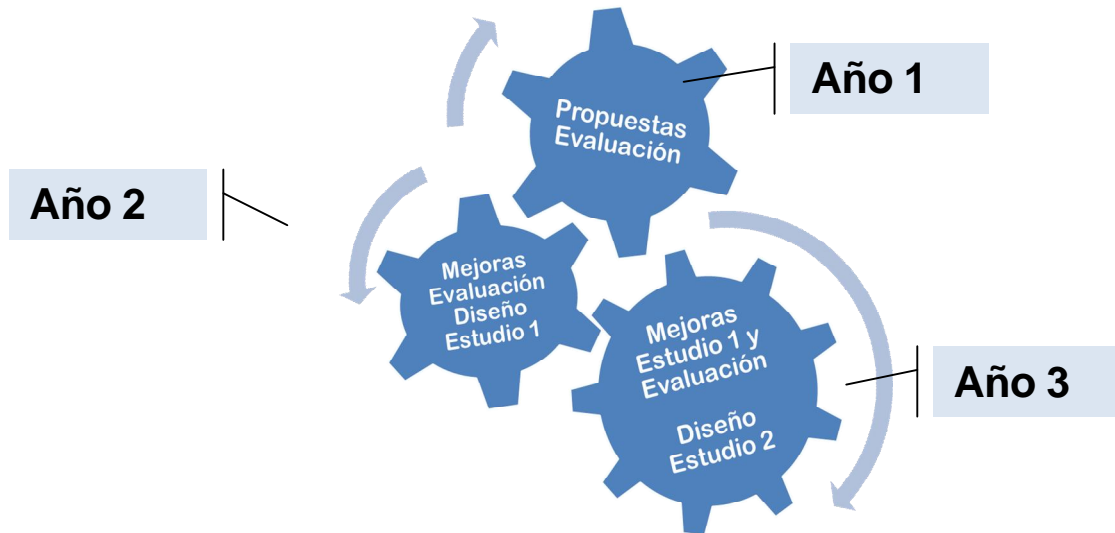 Año 1
Propuestas
Evaluación
Año 2
Mejoras
Evaluación
Diseño
Estudio 1
Mejoras
Estudio 1 y
Evaluación
Diseño
Estudio 2
Año 3